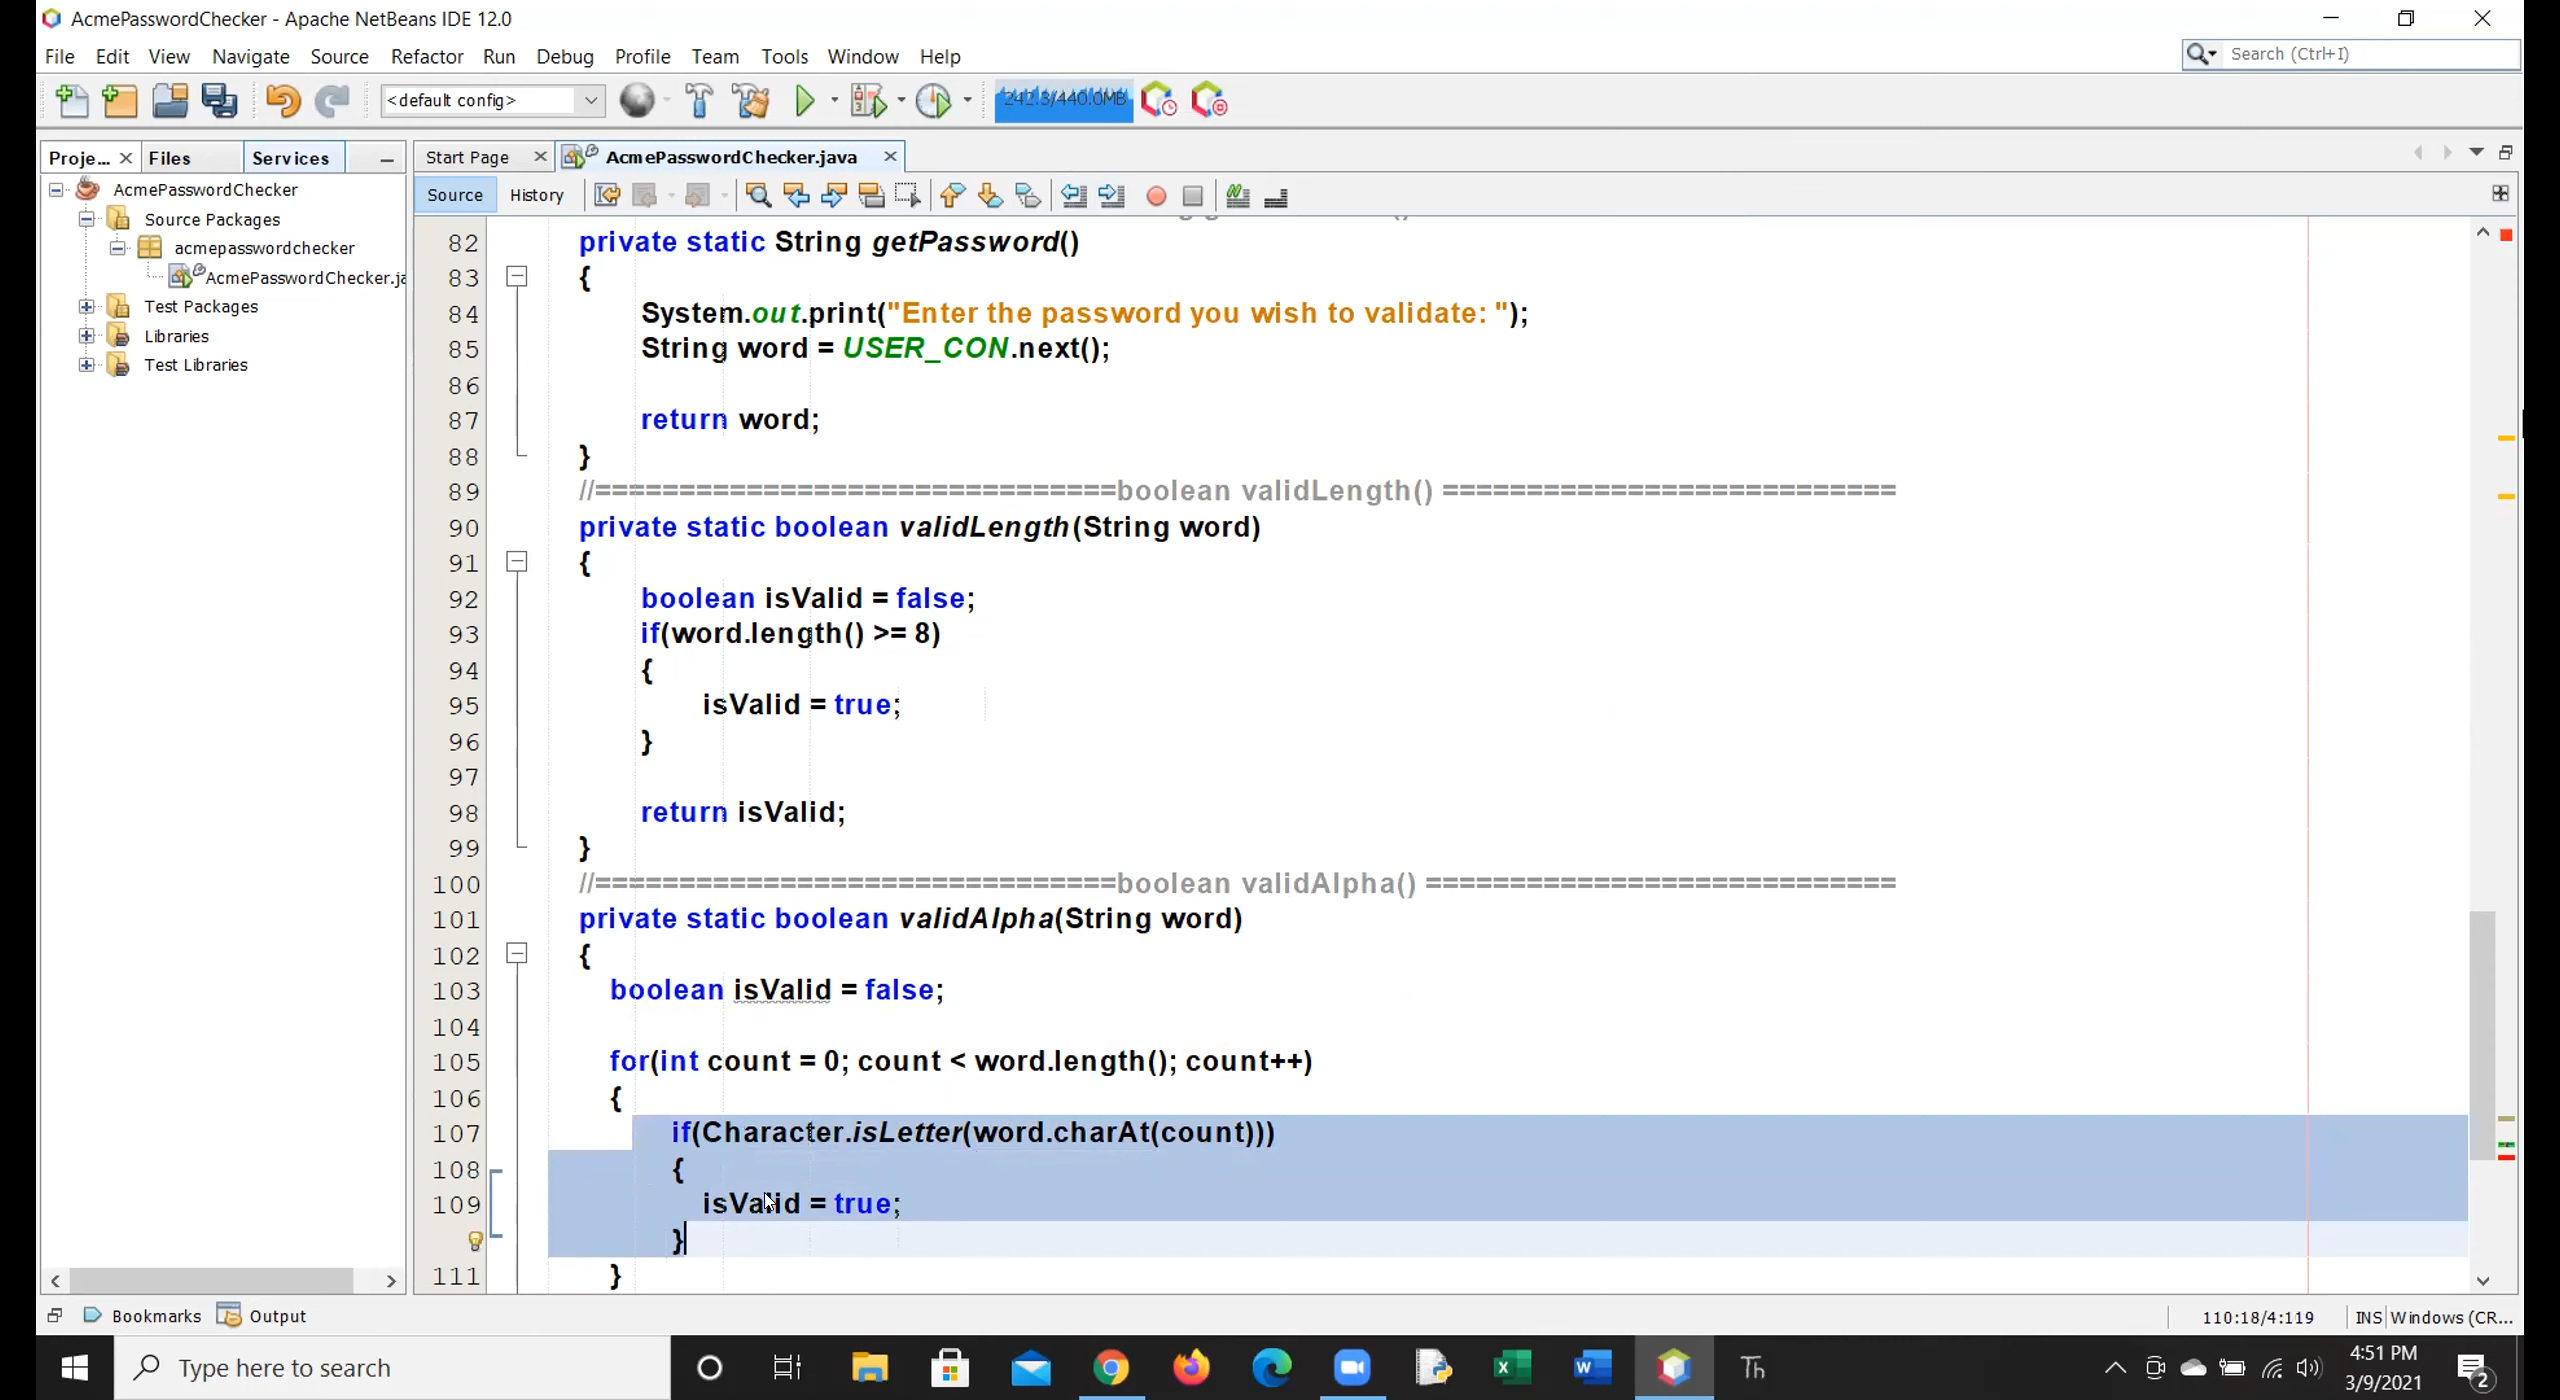 AcmePasswordChecker - Apache NetBeans IDE 12.0
File Edit View Navigate Source Refactor Run Debug Profile Team Tools Window Help
Search (Ctrl+I)
<default config>
242.3/440.0MB
Proje... Files Services
Start Page AcmePasswordChecker.java
AcmePasswordChecker
Source Packages
acmepasswordchecker
AcmePasswordChecker.ja
Test Packages
Libraries
Test Libraries
Source History
82 private static String getPassword()
83 {
84 System.out.print("Enter the password you wish to validate: ");
85 String word = USER_CON.next();
86
87 return word;
88 }
89 //===============================boolean validLength() ===========================
90 private static boolean validLength(String word)
91 {
92 boolean isValid = false;
93 if(word.length() >= 8)
94 {
95 isValid = true;
96 }
97
98 return isValid;
99 }
100 //===============================boolean validAlpha() ============================
101 private static boolean validAlpha(String word)
102 {
103 boolean isValid = false;
104
105 for(int count = 0; count < word.length(); count++)
106 {
107 if(Character.isLetter(word.charAt(count)))
108 {
109 isValid = true;
}
111 }
Bookmarks Output
110:18/4:119 INS Windows (CR...
Type here to search
Th
4:51 PM
3/9/2021
2